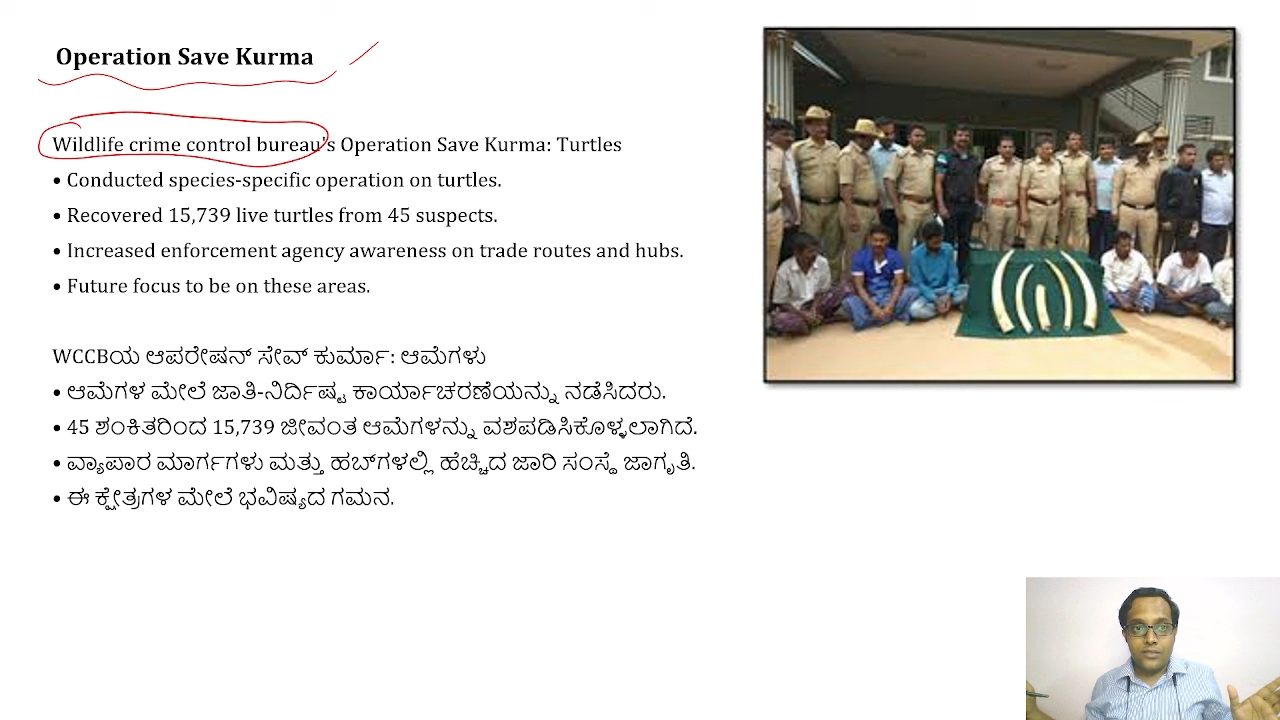 Operation Save Kurma
Wildlife crime control bureau's Operation Save Kurma: Turtles
• Conducted species-specific operation on turtles.
• Recovered 15,739 live turtles from 45 suspects.
• Increased enforcement agency awareness on trade routes and hubs.
• Future focus to be on these areas.
WCCBಯ ಆಪರೇಷನ್ ಸೇವ್ ಕುರ್ಮಾ: ಆಮೆಗಳು
• ಆಮೆಗಳ ಮೇಲೆ ಜಾತಿ-ನಿರ್ದಿಷ್ಟ ಕಾರ್ಯಾಚರಣೆಯನ್ನು ನಡೆಸಿದರು.
• 45 ಶಂಕಿತರಿಂದ 15,739 ಜೀವಂತ ಆಮೆಗಳನ್ನು ವಶಪಡಿಸಿಕೊಳ್ಳಲಾಗಿದೆ.
• ವ್ಯಾಪಾರ ಮಾರ್ಗಗಳು ಮತ್ತು ಹಬ್‌ಗಳಲ್ಲಿ ಹೆಚ್ಚಿದ ಜಾರಿ ಸಂಸ್ಥೆ ಜಾಗೃತಿ.
• ಈ ಕ್ಷೇತ್ರಗಳ ಮೇಲೆ ಭವಿಷ್ಯದ ಗಮನ.